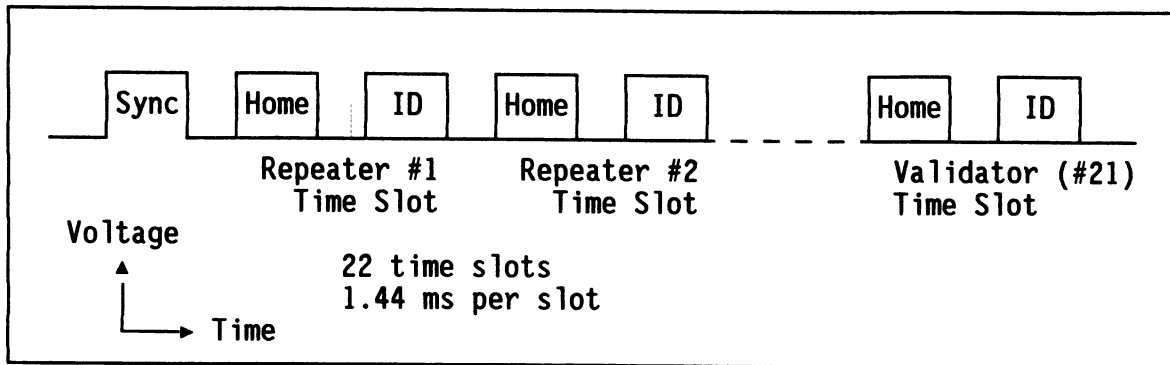 Sync Home ID Home ID Home ID
Repeater #1 Repeater #2 Validator (#21)
Time Slot Time Slot Time Slot
Voltage
22 time slots
1.44 ms per slot
Time